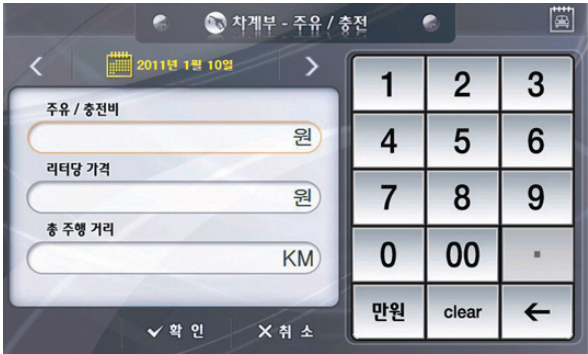 차계부 - 주유 / 충전
2011년 1월 10일
주유 / 충전비
원
리터당 가격
원
총 주행 거리
KM
확 인
취 소
1 2 3
4 5 6
7 8 9
0 00 .
만원 clear ←